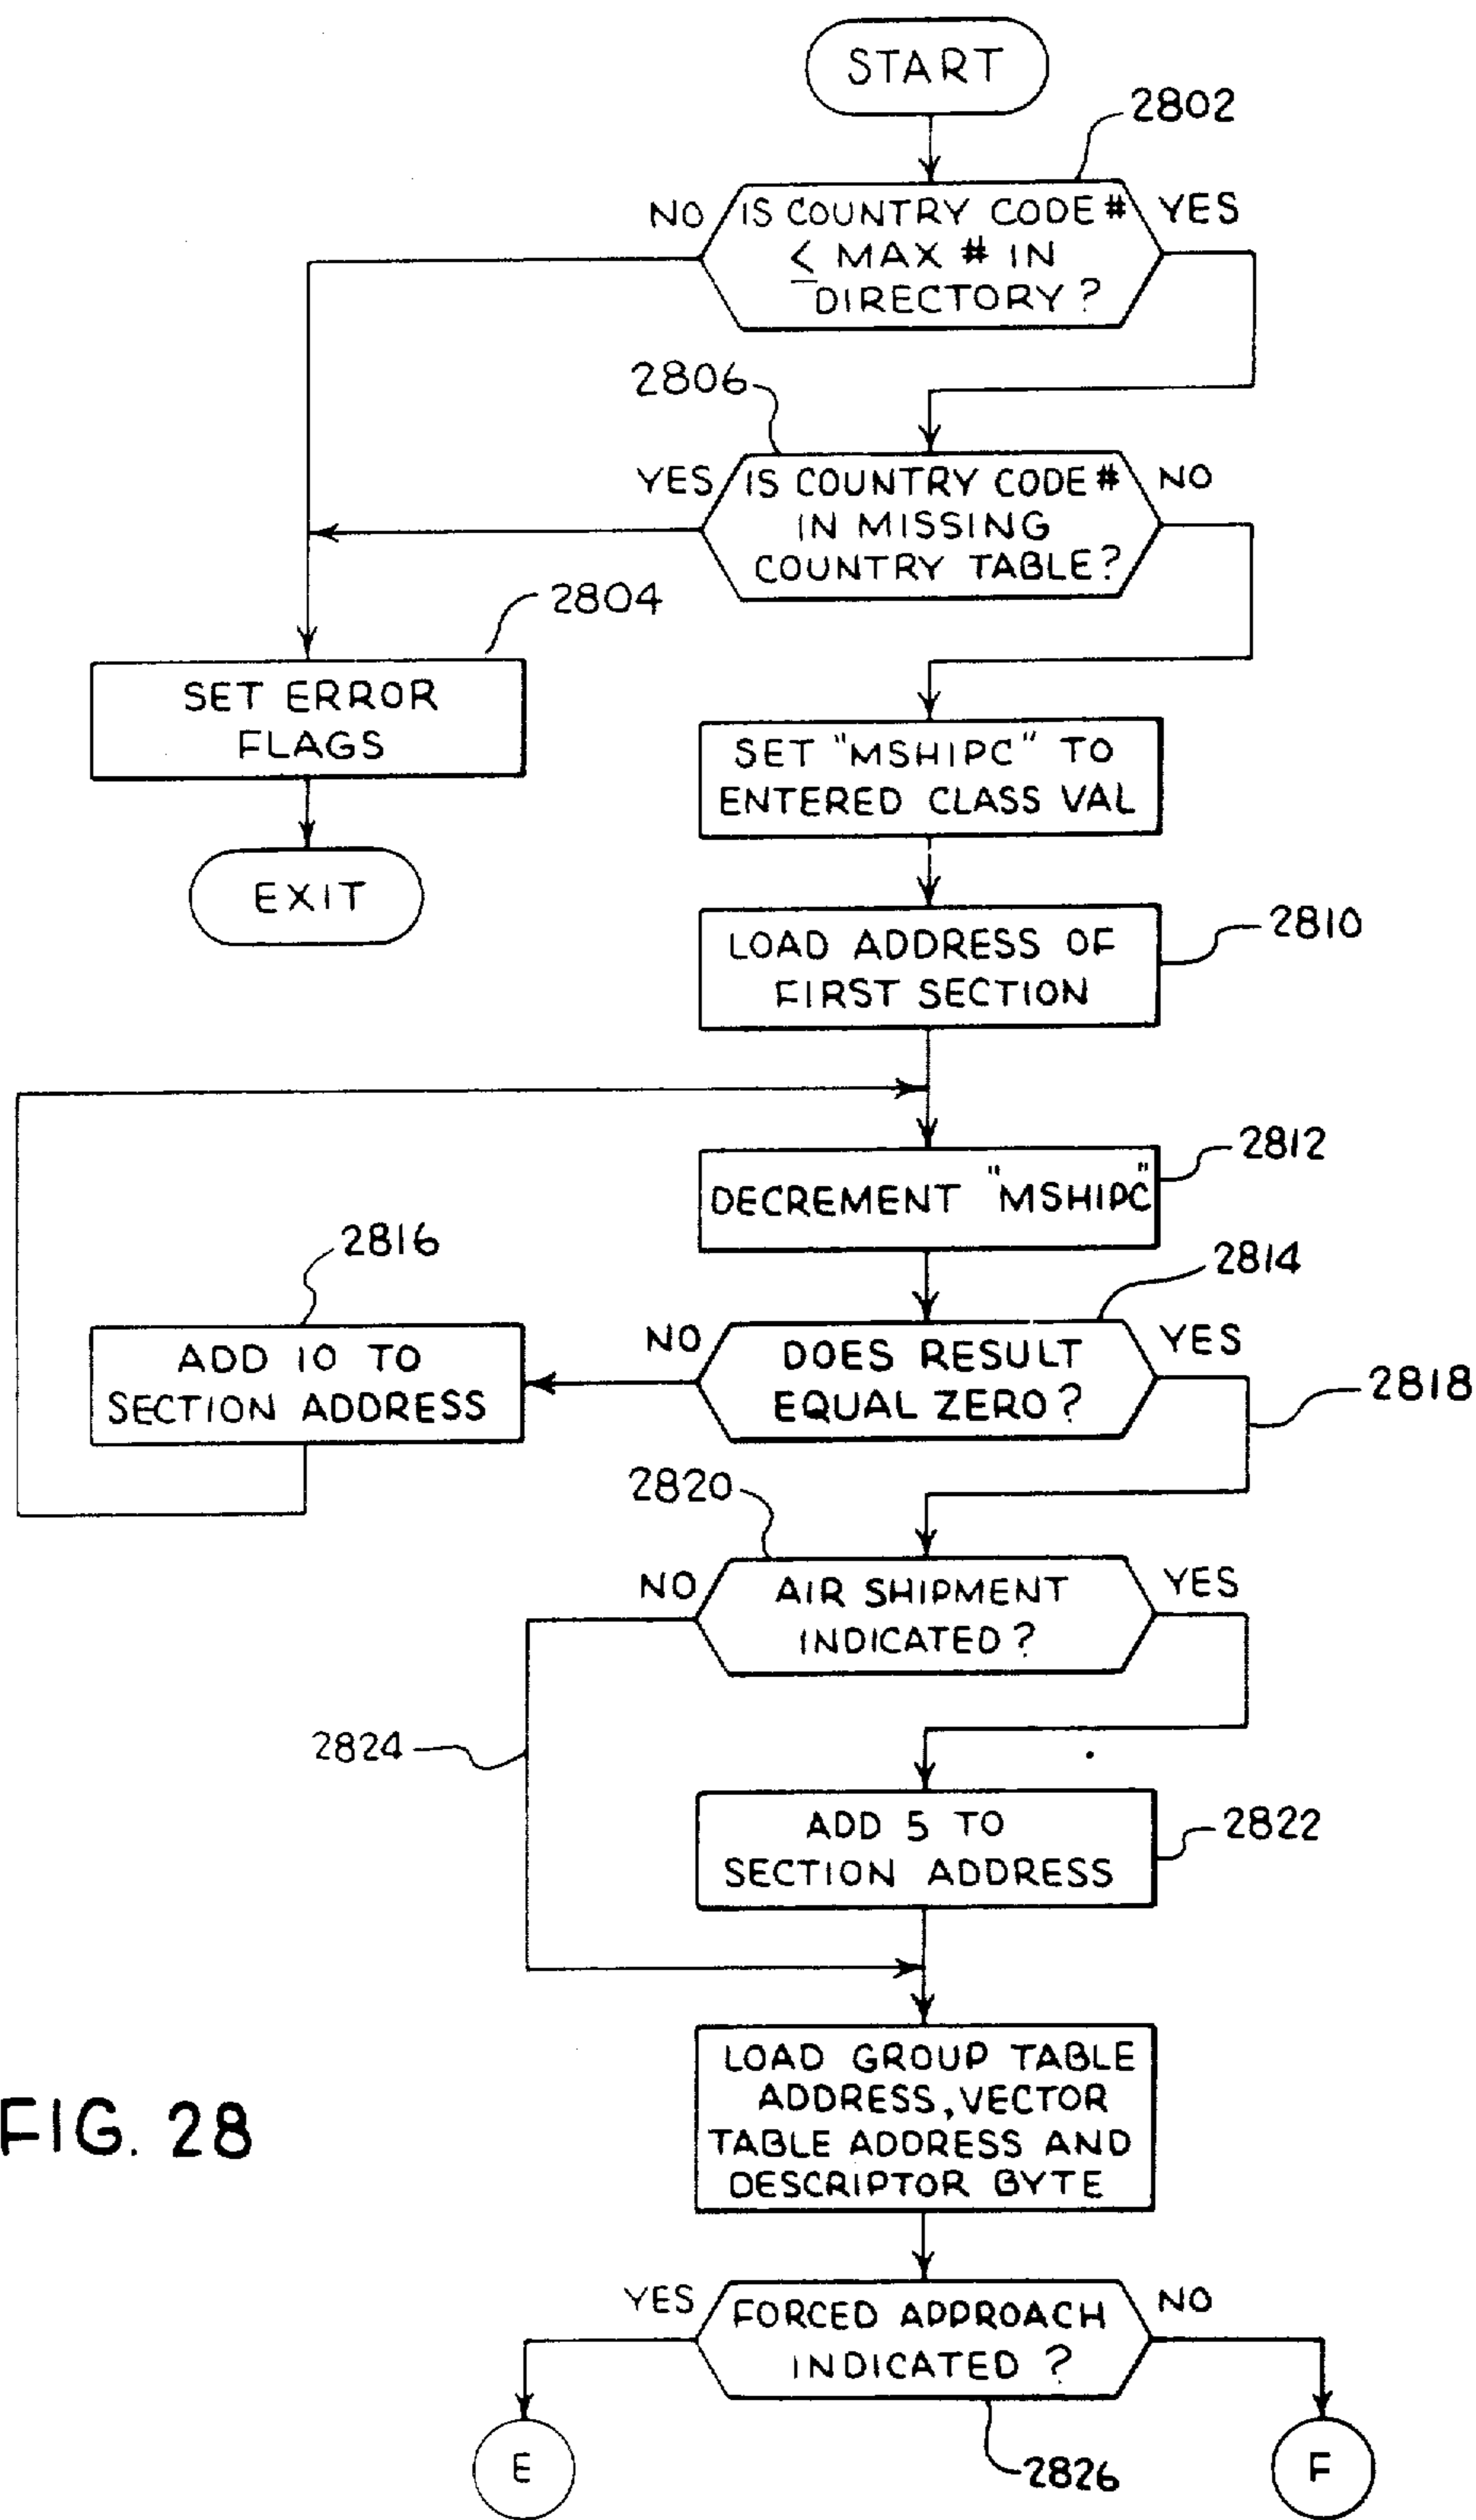 START
2802
NO
IS COUNTRY CODE #
≤ MAX # IN
DIRECTORY ?
YES
2806
YES
IS COUNTRY CODE #
IN MISSING
COUNTRY TABLE?
NO
2804
SET ERROR
FLAGS
EXIT
SET "MSHIPC" TO
ENTERED CLASS VAL
LOAD ADDRESS OF
FIRST SECTION
2810
DECREMENT "MSHIPC"
2812
2814
2816
ADD 10 TO
SECTION ADDRESS
NO
DOES RESULT
EQUAL ZERO?
YES
2818
2820
NO
AIR SHIPMENT
INDICATED?
YES
2824
ADD 5 TO
SECTION ADDRESS
2822
LOAD GROUP TABLE
ADDRESS, VECTOR
TABLE ADDRESS AND
DESCRIPTOR BYTE
FIG. 28
YES
FORCED APPROACH
INDICATED ?
NO
E
2826
F